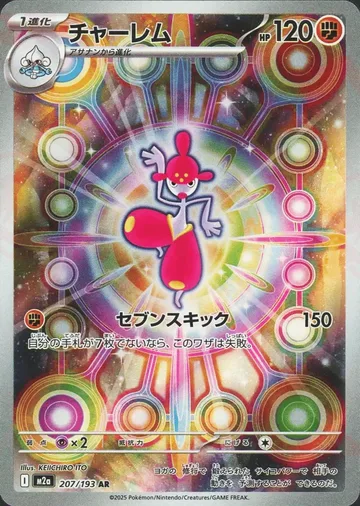 1進化
チャーレム
HP120
アサナンから進化
セブンスキック 150
自分の手札が7枚でないなら、このワザは失敗。
弱点 ×2 抵抗力 にげる
Illus. KEIICHIRO ITO
I M2a 207/193 AR
ヨガの 修行で きたえられた サイコパワーで 相手の
動きを 予測することが できるのだ。
©2025 Pokémon/Nintendo/Creatures/GAME FREAK.